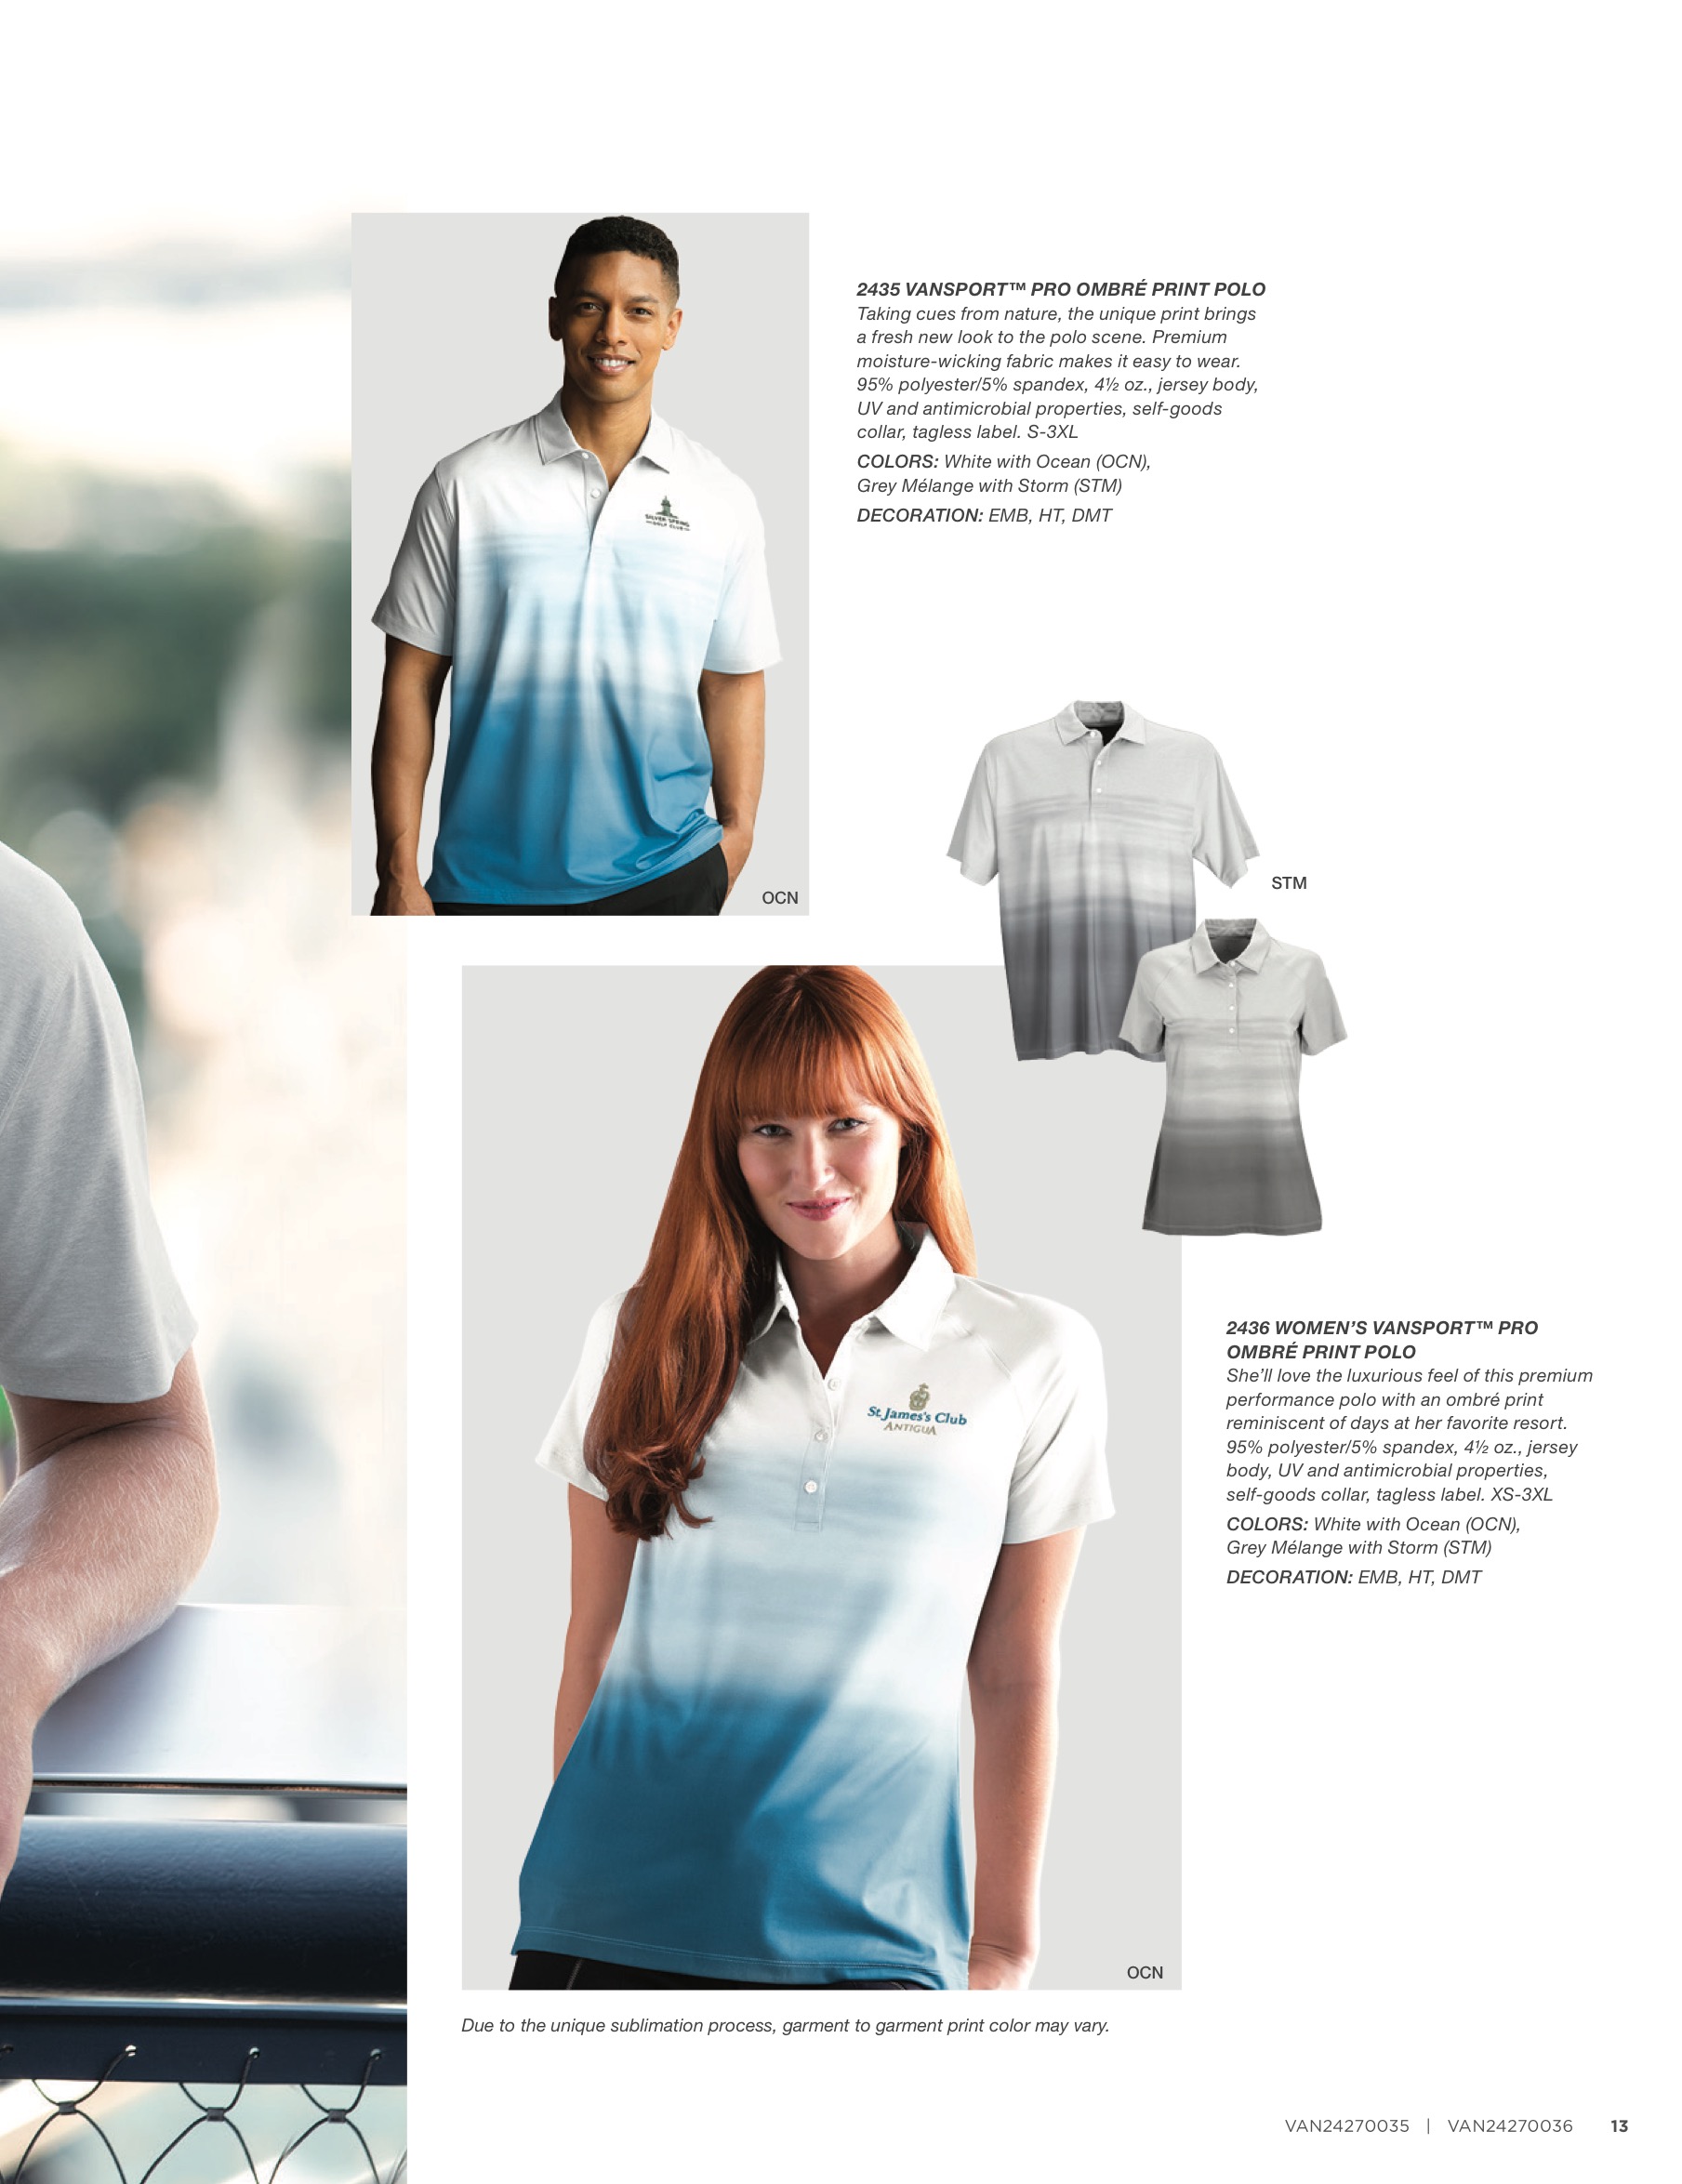 2435 VANSPORT™ PRO OMBRÉ PRINT POLO
Taking cues from nature, the unique print brings
a fresh new look to the polo scene. Premium
moisture-wicking fabric makes it easy to wear.
95% polyester/5% spandex, 4½ oz., jersey body,
UV and antimicrobial properties, self-goods
collar, tagless label. S-3XL
COLORS: White with Ocean (OCN),
Grey Mélange with Storm (STM)
DECORATION: EMB, HT, DMT
SILVER SPRING
GOLF CLUB
OCN
STM
St. James's Club
ANTIGUA
2436 WOMEN’S VANSPORT™ PRO
OMBRÉ PRINT POLO
She’ll love the luxurious feel of this premium
performance polo with an ombré print
reminiscent of days at her favorite resort.
95% polyester/5% spandex, 4½ oz., jersey
body, UV and antimicrobial properties,
self-goods collar, tagless label. XS-3XL
COLORS: White with Ocean (OCN),
Grey Mélange with Storm (STM)
DECORATION: EMB, HT, DMT
OCN
Due to the unique sublimation process, garment to garment print color may vary.
VAN24270035 | VAN24270036 13